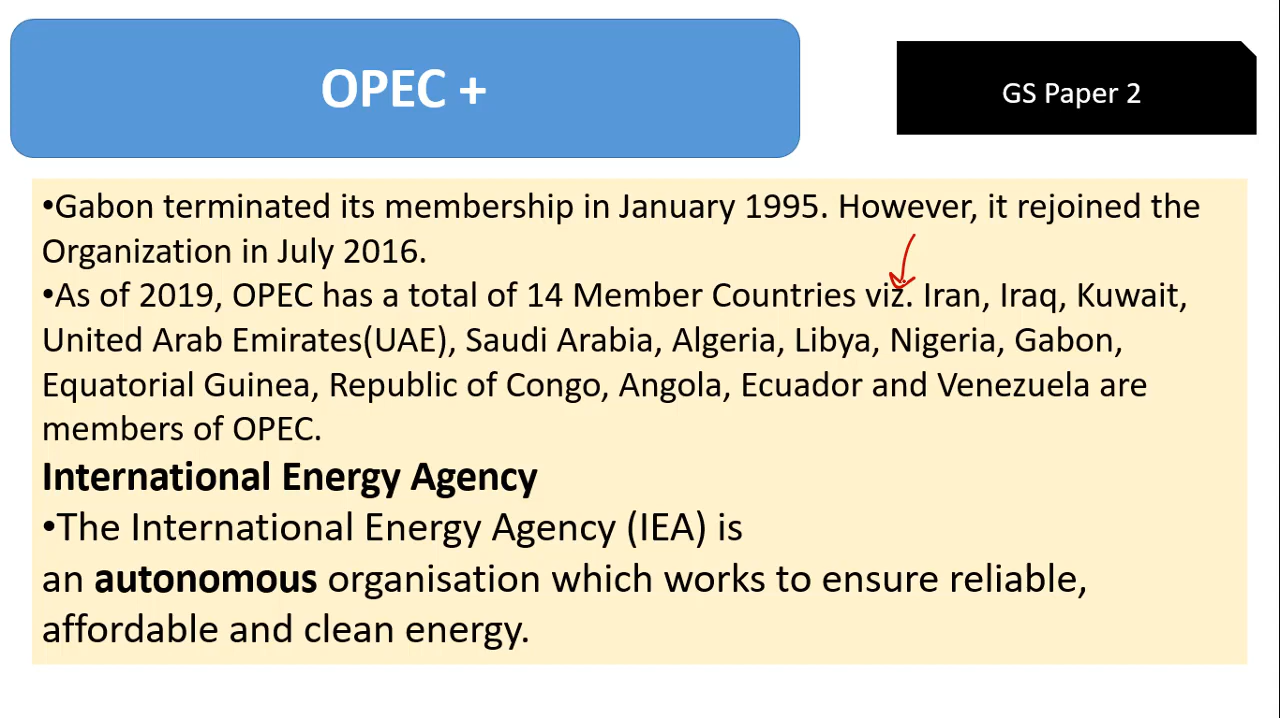 OPEC +
GS Paper 2
•Gabon terminated its membership in January 1995. However, it rejoined the
Organization in July 2016.
•As of 2019, OPEC has a total of 14 Member Countries viz. Iran, Iraq, Kuwait,
United Arab Emirates(UAE), Saudi Arabia, Algeria, Libya, Nigeria, Gabon,
Equatorial Guinea, Republic of Congo, Angola, Ecuador and Venezuela are
members of OPEC.
International Energy Agency
•The International Energy Agency (IEA) is
an autonomous organisation which works to ensure reliable,
affordable and clean energy.